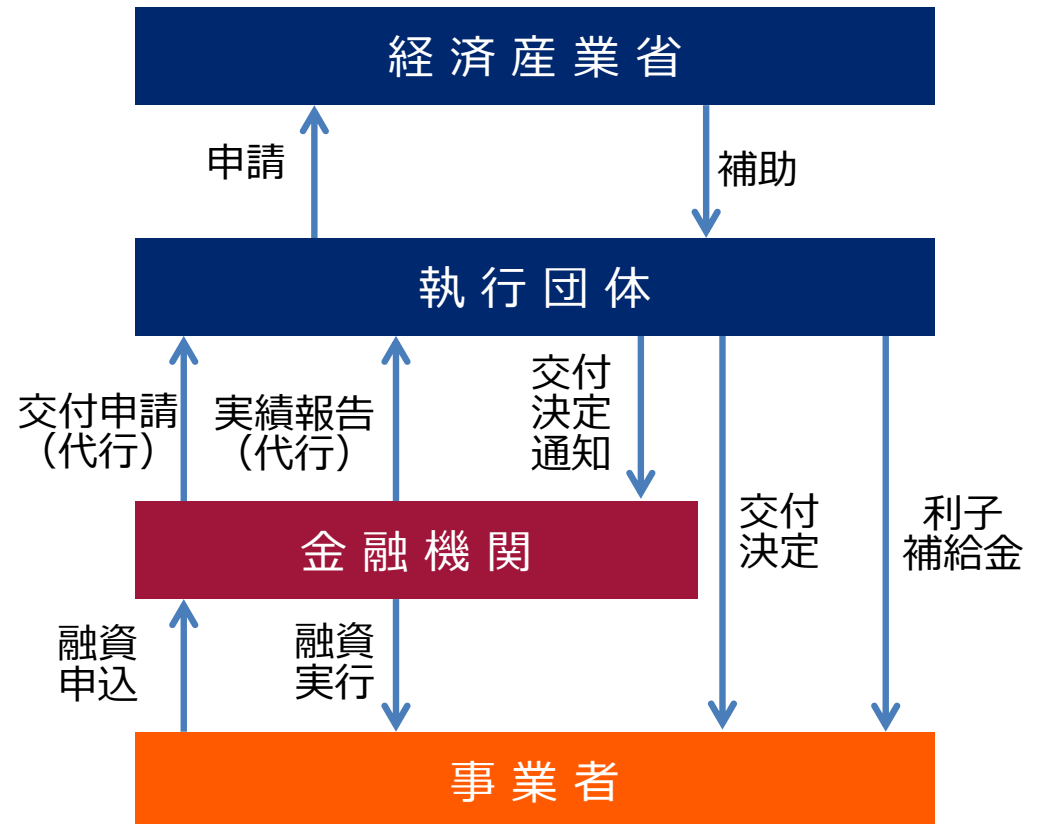 経済産業省
申請
補助
執行団体
交付申請
（代行）
実績報告
（代行）
交付
決定
通知
交付
決定
利子
補給金
金融機関
融資
申込
融資
実行
事業者